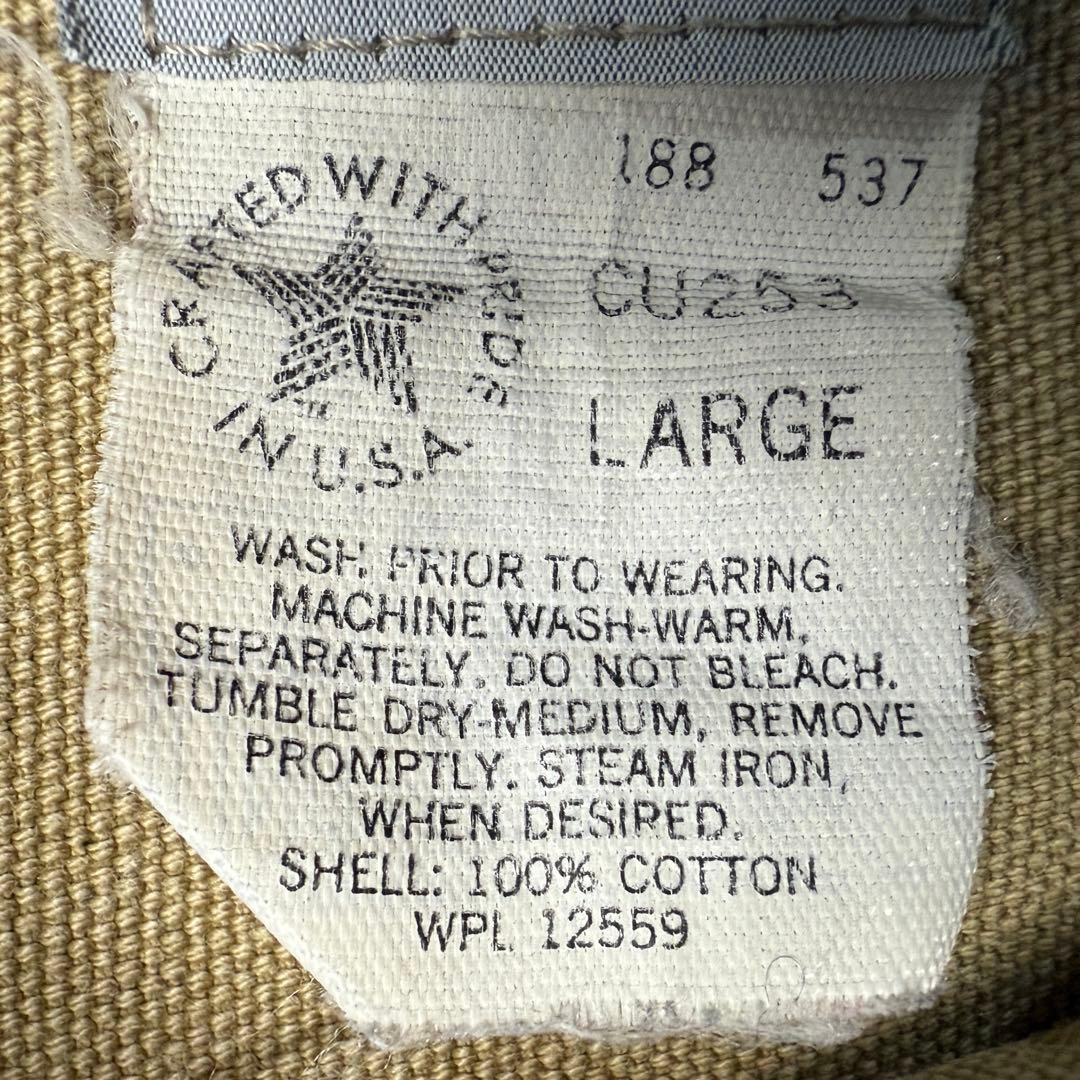 188 537
CRAFTED WITH PRIDE
IN U.S.A.
CU253
LARGE
WASH PRIOR TO WEARING.
MACHINE WASH-WARM,
SEPARATELY. DO NOT BLEACH.
TUMBLE DRY-MEDIUM, REMOVE
PROMPTLY. STEAM IRON,
WHEN DESIRED.
SHELL: 100% COTTON
WPL 12559